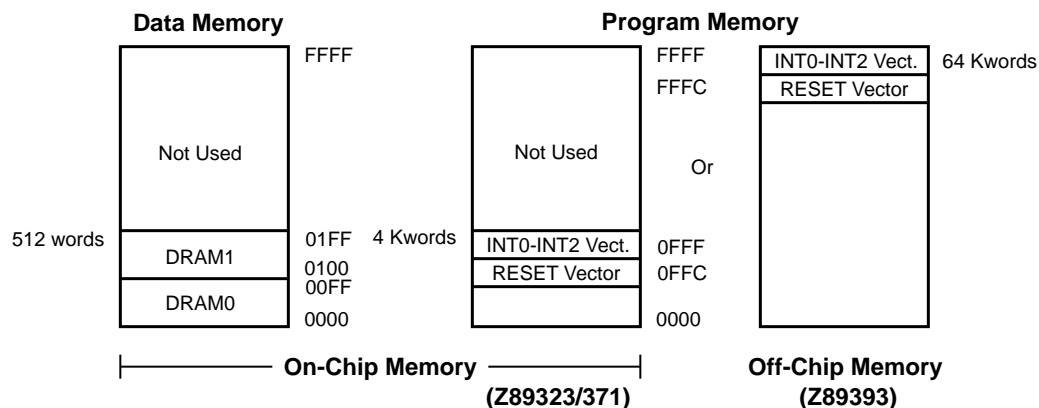 Data Memory
Program Memory
FFFF
Not Used
512 words
01FF
DRAM1
0100
00FF
DRAM0
0000
FFFF
FFFC
Not Used
Or
4 Kwords
INT0-INT2 Vect.
0FFF
RESET Vector
0FFC
0000
INT0-INT2 Vect.
64 Kwords
RESET Vector
On-Chip Memory
(Z89323/371)
Off-Chip Memory
(Z89393)